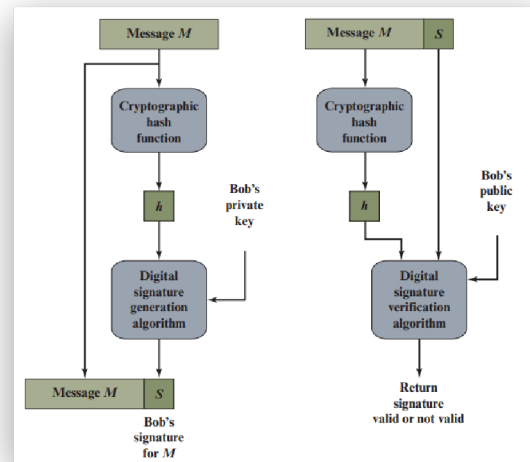 Message M
Cryptographic
hash
function
h
Bob's
private
key
Digital
signature
generation
algorithm
Message M
S
Bob's
signature
for M
Message M
S
Cryptographic
hash
function
h
Bob's
public
key
Digital
signature
verification
algorithm
Return
signature
valid or not valid